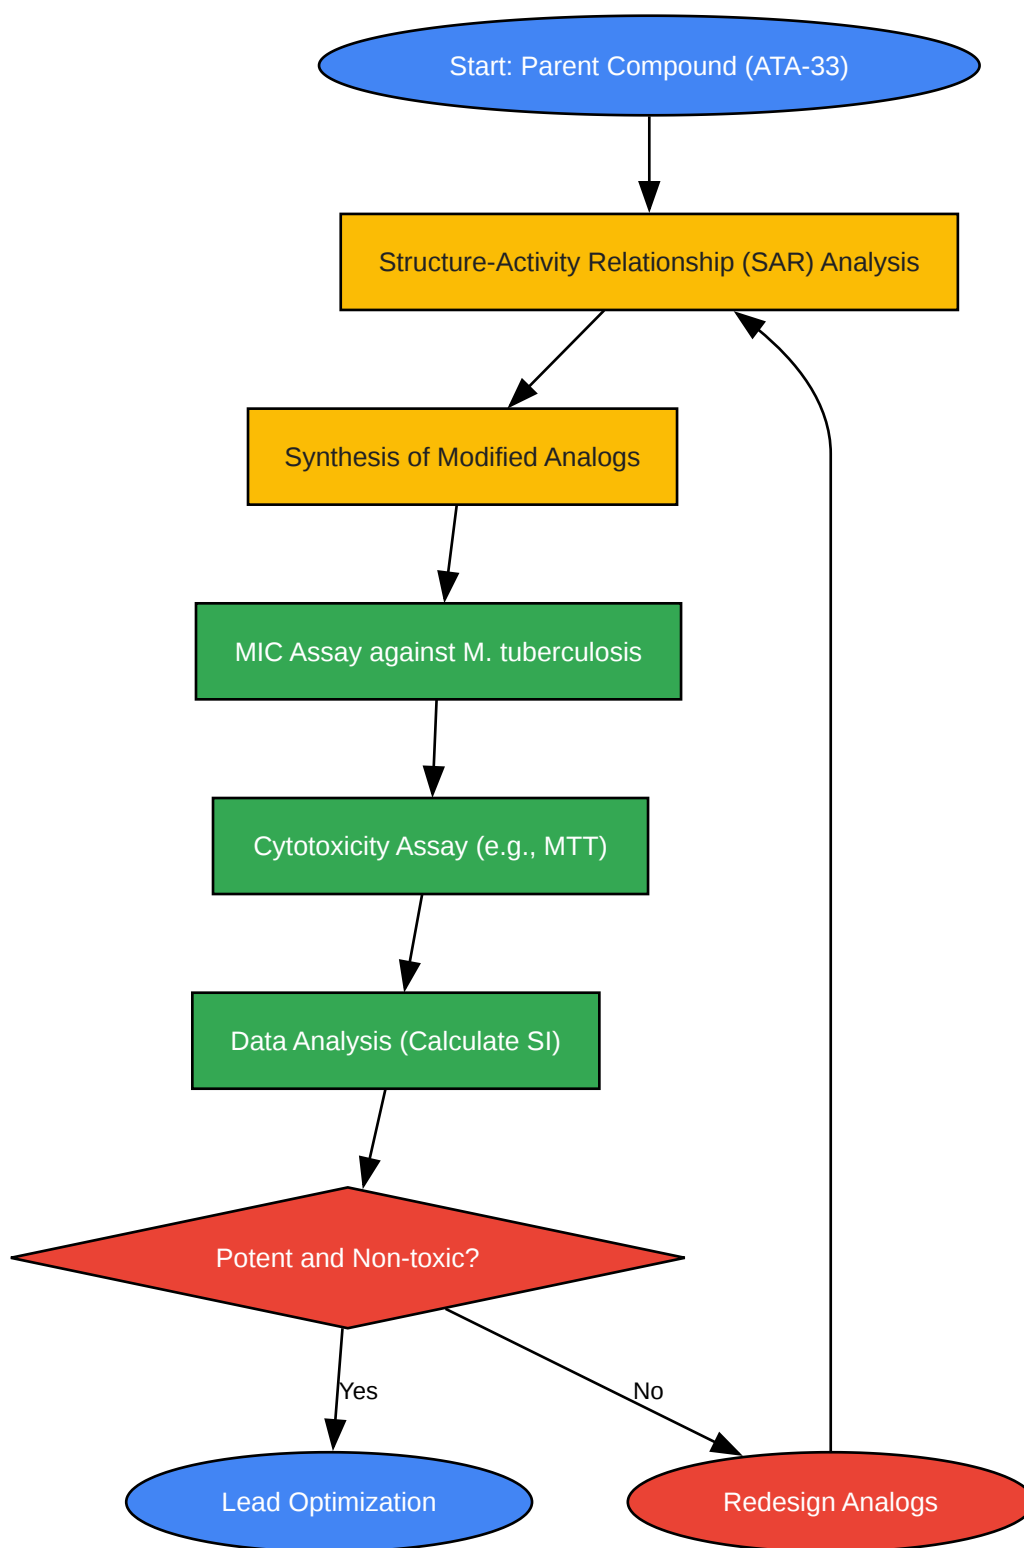 Start: Parent Compound (ATA-33)
Structure-Activity Relationship (SAR) Analysis
Synthesis of Modified Analogs
MIC Assay against M. tuberculosis
Cytotoxicity Assay (e.g., MTT)
Data Analysis (Calculate SI)
Potent and Non-toxic?
Yes
No
Lead Optimization
Redesign Analogs